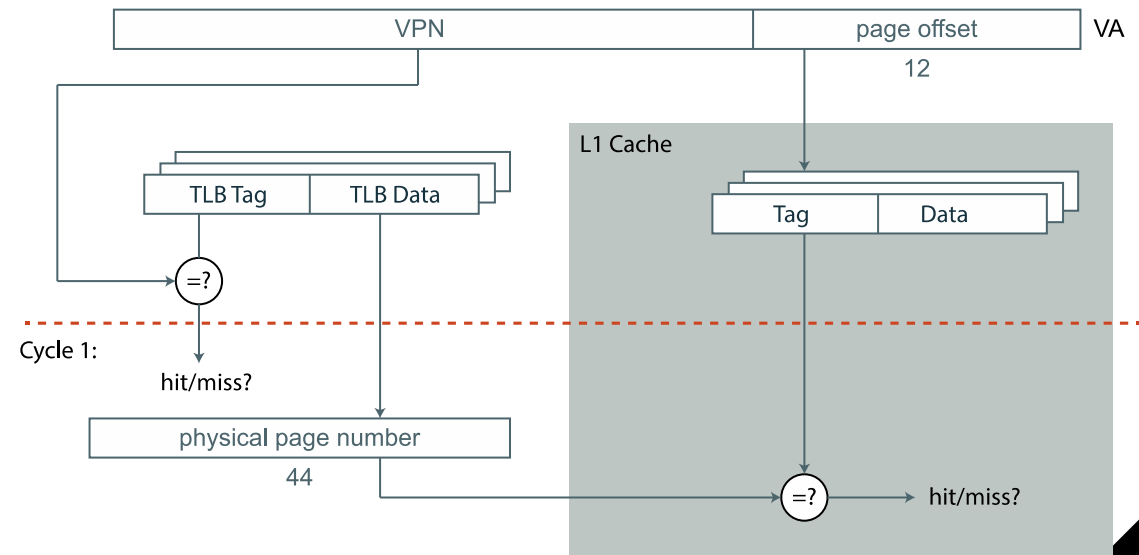 VPN page offset VA
12
L1 Cache
TLB Tag TLB Data
Tag Data
=?
Cycle 1:
hit/miss?
physical page number
44
=? hit/miss?